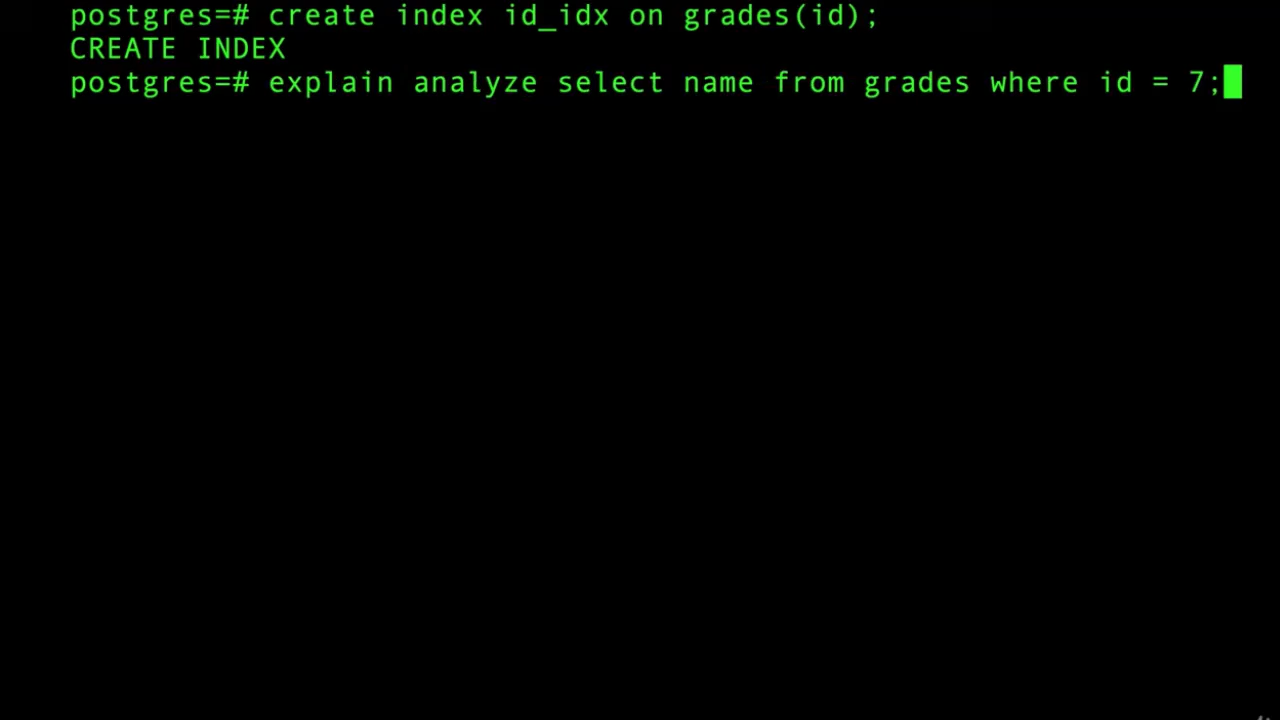 postgres=# create index id_idx on grades(id);
CREATE INDEX
postgres=# explain analyze select name from grades where id = 7;